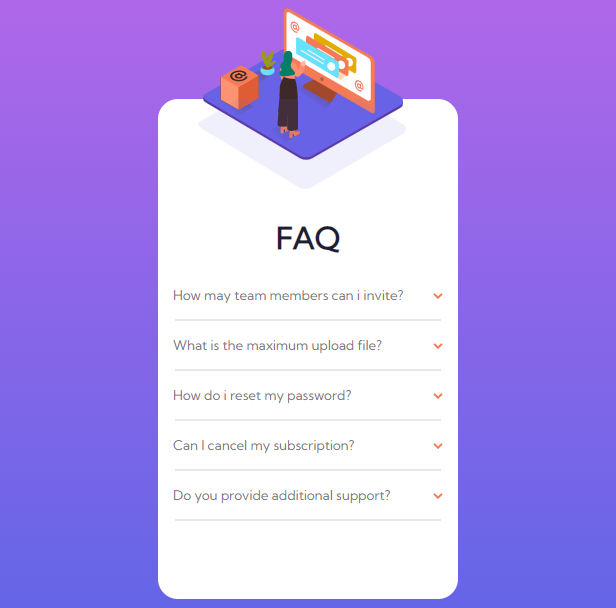 @
@
@
FAQ
How may team members can i invite?
What is the maximum upload file?
How do i reset my password?
Can I cancel my subscription?
Do you provide additional support?